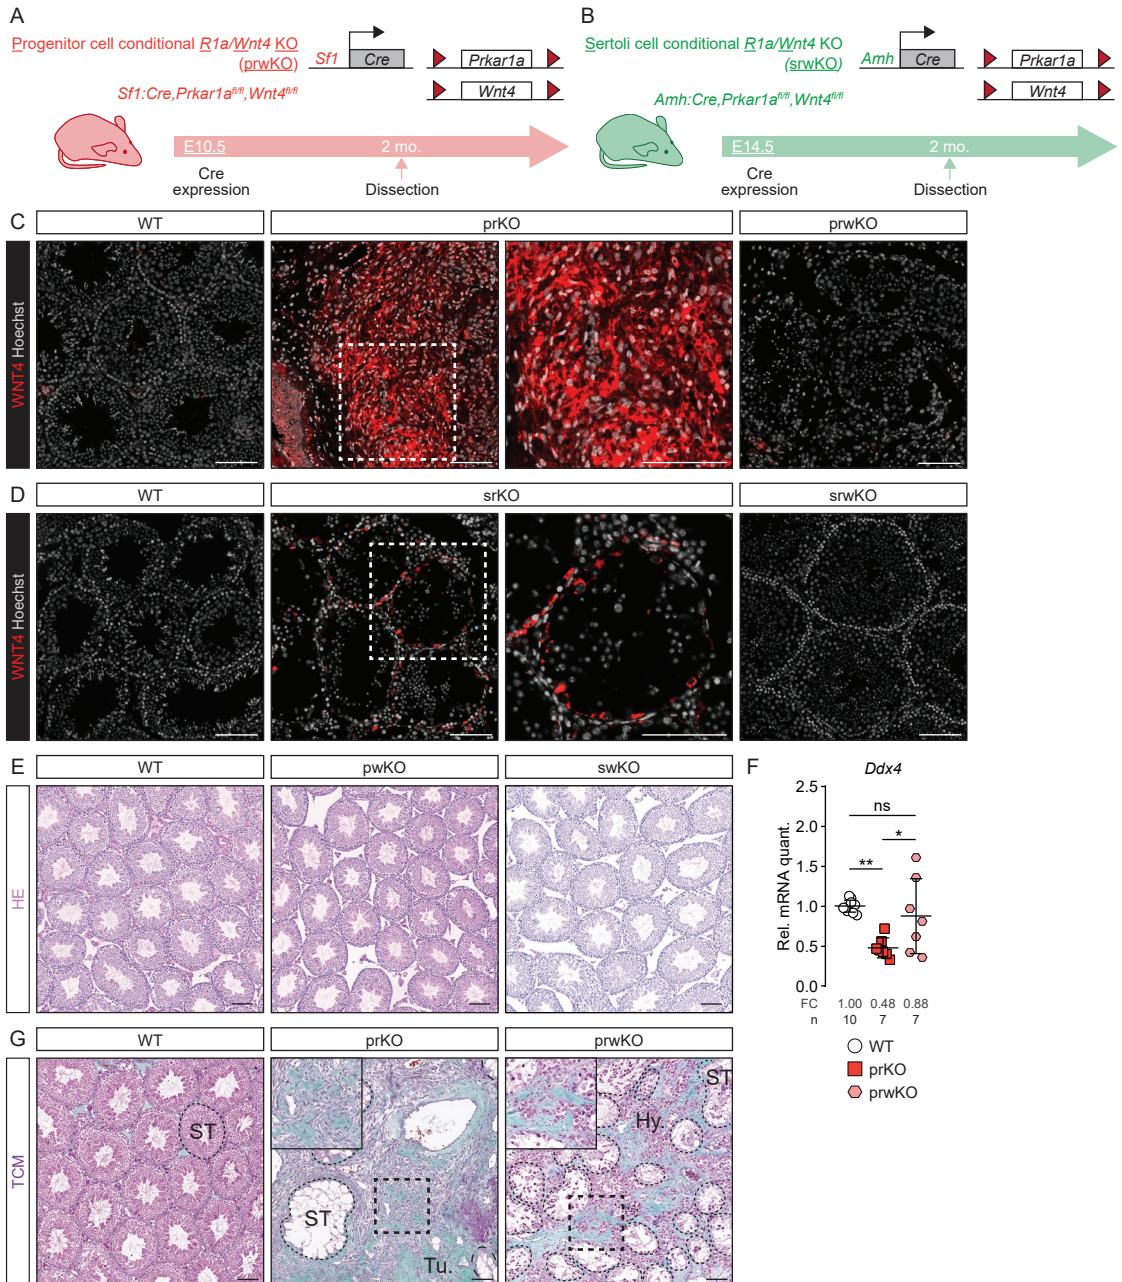 A
Progenitor cell conditional R1a/Wnt4 KO
(prwKO)
Sf1:Cre,Prkar1afl/fl,Wnt4fl/fl
Sf1
Cre
Prkar1a
Wnt4
E10.5
2 mo.
Cre
expression
Dissection
B
Sertoli cell conditional R1a/Wnt4 KO
(srwKO)
Amh:Cre,Prkar1afl/fl,Wnt4fl/fl
Amh
Cre
Prkar1a
Wnt4
E14.5
2 mo.
Cre
expression
Dissection
C
WT
prKO
prwKO
WNT4 Hoechst
D
WT
srKO
srwKO
WNT4 Hoechst
E
WT
pwKO
swKO
HE
F
Ddx4
Rel. mRNA quant.
2.5
2.0
1.5
1.0
0.5
0.0
ns
*
**
FC 1.00 0.48 0.88
n 10 7 7
WT
prKO
prwKO
G
WT
prKO
prwKO
TCM
ST
ST
Tu.
ST
Hy.